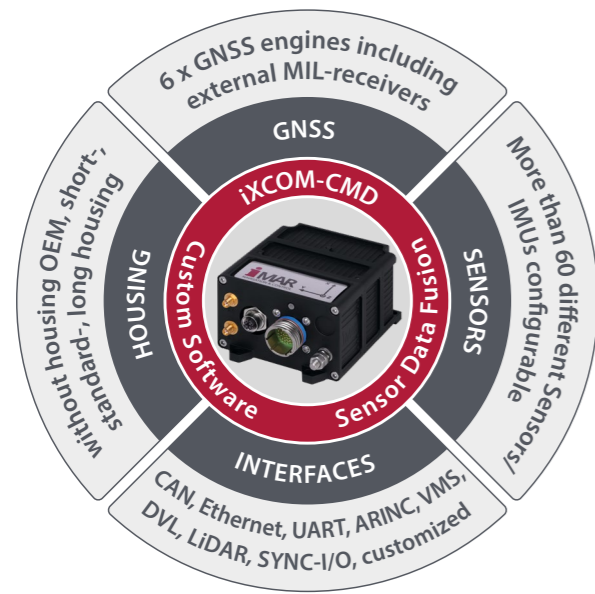 6 x GNSS engines including
external MIL-receivers
GNSS
More than 60 different Sensors/
IMUs configurable
SENSORS
INTERFACES
CAN, Ethernet, UART, ARINC, VMS,
DVL, LiDAR, SYNC-I/O, customized
without housing OEM, short-,
standard-, long housing
HOUSING
iXCOM-CMD
Sensor Data Fusion
Custom Software
iMAR